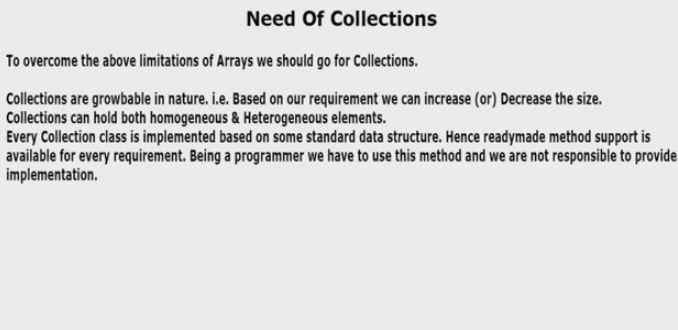 Need Of Collections
To overcome the above limitations of Arrays we should go for Collections.
Collections are growbable in nature. i.e. Based on our requirement we can increase (or) Decrease the size.
Collections can hold both homogeneous & Heterogeneous elements.
Every Collection class is implemented based on some standard data structure. Hence readymade method support is
available for every requirement. Being a programmer we have to use this method and we are not responsible to provide
implementation.